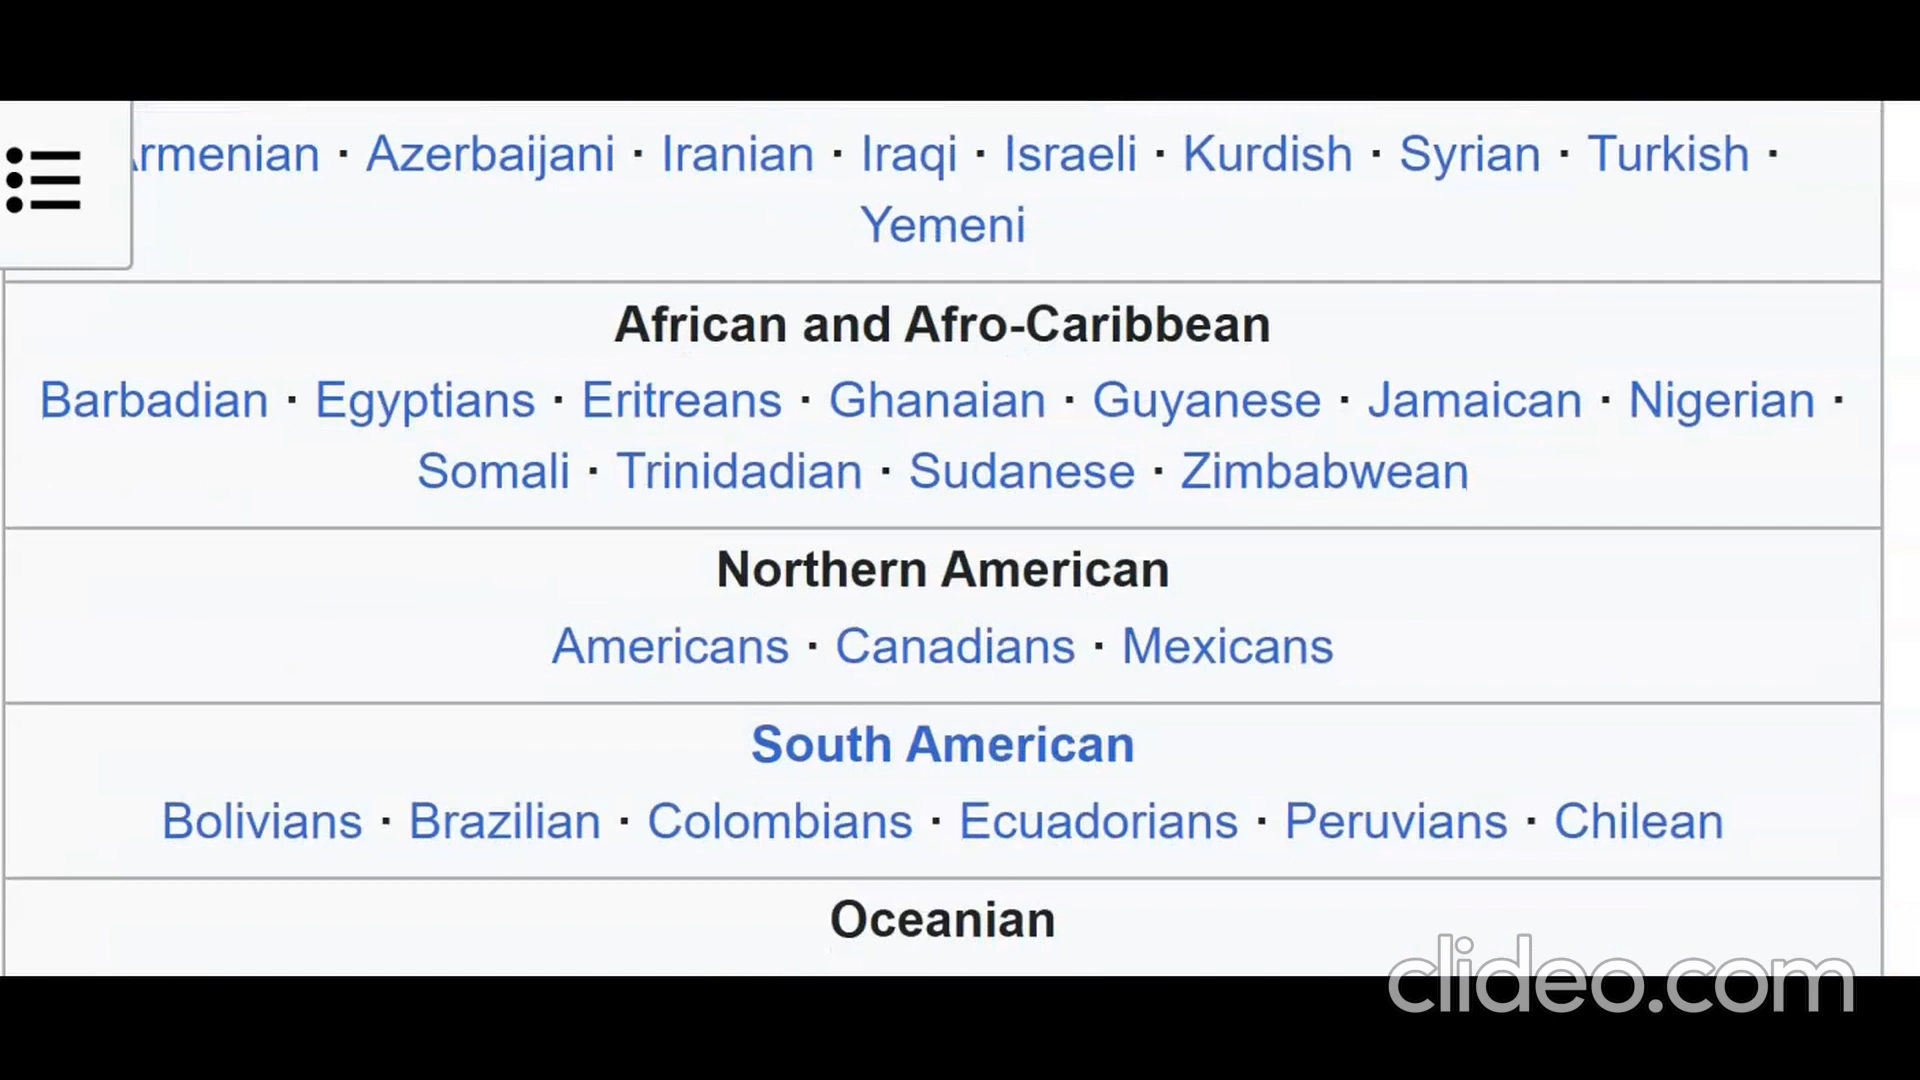 rmenian · Azerbaijani · Iranian · Iraqi · Israeli · Kurdish · Syrian · Turkish ·
Yemeni
African and Afro-Caribbean
Barbadian · Egyptians · Eritreans · Ghanaian · Guyanese · Jamaican · Nigerian ·
Somali · Trinidadian · Sudanese · Zimbabwean
Northern American
Americans · Canadians · Mexicans
South American
Bolivians · Brazilian · Colombians · Ecuadorians · Peruvians · Chilean
Oceanian
clideo.com